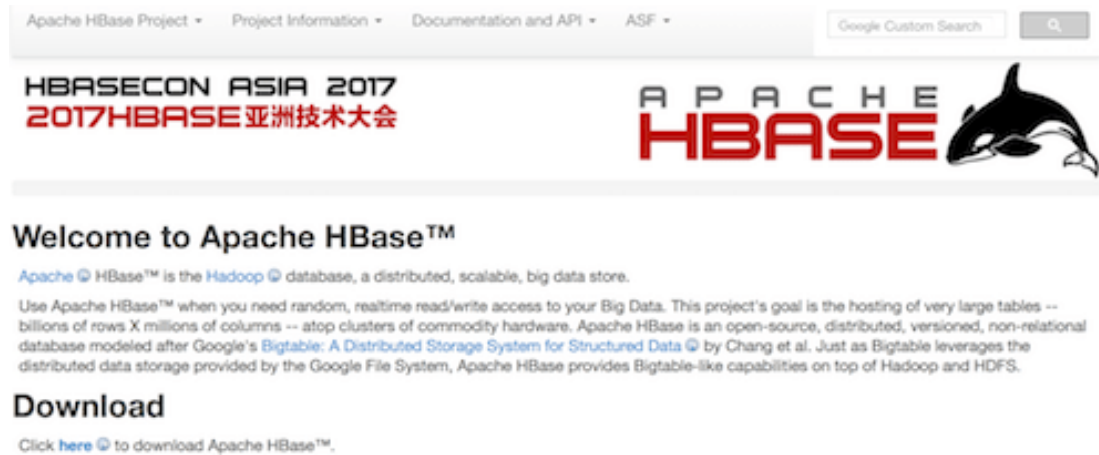 Apache HBase Project Project Information Documentation and API ASF Google Custom Search
HBASECON ASIA 2017
2017HBASE亚洲技术大会
APACHE
HBASE
Welcome to Apache HBase™
Apache HBase™ is the Hadoop database, a distributed, scalable, big data store.
Use Apache HBase™ when you need random, realtime read/write access to your Big Data. This project's goal is the hosting of very large tables --
billions of rows X millions of columns -- atop clusters of commodity hardware. Apache HBase is an open-source, distributed, versioned, non-relational
database modeled after Google's Bigtable: A Distributed Storage System for Structured Data by Chang et al. Just as Bigtable leverages the
distributed data storage provided by the Google File System, Apache HBase provides Bigtable-like capabilities on top of Hadoop and HDFS.
Download
Click here to download Apache HBase™.